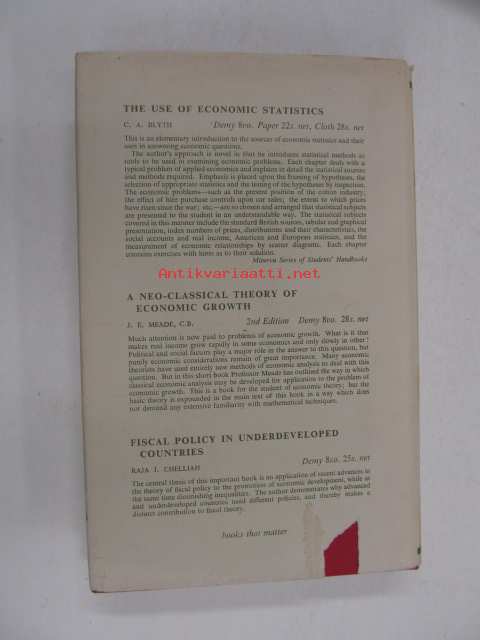 THE USE OF ECONOMIC STATISTICS
C. A. BLYTH Demy 8vo. Paper 22s. net, Cloth 28s. net
This is an elementary introduction to the sources of economic statistics and their
uses in answering economic questions.
The author's approach is novel in that he introduces statistical methods as
tools to be used in examining economic problems. Each chapter deals with a
typical problem of applied economics and explains in detail the statistical sources
and methods required. Emphasis is placed upon the framing of hypotheses, the
selection of appropriate statistics and the testing of the hypotheses by inspection.
The economic problems—such as the present position of the cotton industry;
the effect of hire purchase controls upon car sales; the extent to which prices
have risen since the war; etc.—are so chosen and arranged that statistical subjects
are presented to the student in an understandable way. The statistical subjects
covered in this manner include the standard British sources, tabular and graphical
presentation, index numbers of prices, distributions and their characteristics, the
social accounts and real income, American and European statistics, and the
measurement of economic relationships by scatter diagrams. Each chapter
contains exercises with hints as to their solution.
Minerva Series of Students' Handbooks
Antikvariaatti.net
A NEO-CLASSICAL THEORY OF
ECONOMIC GROWTH
J. E. MEADE, C.B. 2nd Edition Demy 8vo. 28s. net
Much attention is now paid to problems of economic growth. What is it that
makes real income grow rapidly in some economies and only slowly in other?
Political and social factors play a major role in the answer to this question, but
purely economic considerations remain of great importance. Many economic
theorists have used entirely new methods of economic analysis to deal with this
question. But in this short book Professor Meade has outlined the way in which
classical economic analysis may be developed for application to the problem of
economic growth. This is a book for the student of economic theory; but the
basic theory is expounded in the main text of this book in a way which does
not demand any extensive familiarity with mathematical techniques.
FISCAL POLICY IN UNDERDEVELOPED
COUNTRIES
RAJA J. CHELLIAH Demy 8vo. 25s. net
The central thesis of this important book is an application of recent advances in
the theory of fiscal policy to the promotion of economic development, while at
the same time diminishing inequalities. The author demonstrates why advanced
and underdeveloped countries need different policies, and thereby makes a
distinct contribution to fiscal theory.
books that matter